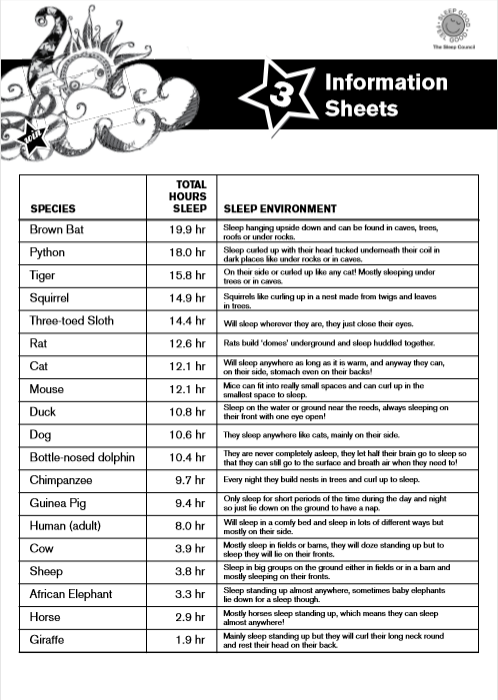 SLEEP GOOD
FEEL GOOD
The Sleep Council
3
Information
Sheets
SPECIES
TOTAL
HOURS
SLEEP
SLEEP ENVIRONMENT
Brown Bat 19.9 hr Sleep hanging upside down and can be found in caves, trees,
roofs or under rocks.
Python 18.0 hr Sleep curled up with their head tucked underneath their coil in
dark places like under rocks or in caves.
Tiger 15.8 hr On their side or curled up like any cat! Mostly sleeping under
trees or in caves.
Squirrel 14.9 hr Squirrels like curling up in a nest made from twigs and leaves
in trees.
Three-toed Sloth 14.4 hr Will sleep wherever they are, they just close their eyes.
Rat 12.6 hr Rats build 'domes' underground and sleep huddled together.
Cat 12.1 hr Will sleep anywhere as long as it is warm, and anyway they can,
on their side, stomach even on their backs!
Mouse 12.1 hr Mice can fit into really small spaces and can curl up in the
smallest space to sleep.
Duck 10.8 hr Sleep on the water or ground near the reeds, always sleeping on
their front with one eye open!
Dog 10.6 hr They sleep anywhere like cats, mainly on their side.
Bottle-nosed dolphin 10.4 hr They are never completely asleep, they let half their brain go to sleep so
that they can still go to the surface and breath air when they need to!
Chimpanzee 9.7 hr Every night they build nests in trees and curl up to sleep.
Guinea Pig 9.4 hr Only sleep for short periods of the time during the day and night
so just lie down on the ground to have a nap.
Human (adult) 8.0 hr Will sleep in a comfy bed and sleep in lots of different ways but
mostly on their side.
Cow 3.9 hr Mostly sleep in fields or barns, they will doze standing up but to
sleep they will lie on their fronts.
Sheep 3.8 hr Sleep in big groups on the ground either in fields or in a barn and
mostly sleeping on their fronts.
African Elephant 3.3 hr Sleep standing up almost anywhere, sometimes baby elephants
lie down for a sleep though.
Horse 2.9 hr Mostly horses sleep standing up, which means they can sleep
almost anywhere!
Giraffe 1.9 hr Mainly sleep standing up but they will curl their long neck round
and rest their head on their back.